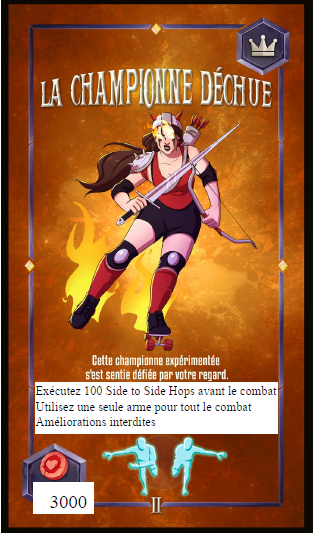 LA CHAMPIONNE DÉCHUE
Cette championne expérimentée
s'est sentie défiée par votre regard.
Exécutez 100 Side to Side Hops avant le combat
Utilisez une seule arme pour tout le combat
Améliorations interdites
3000
II